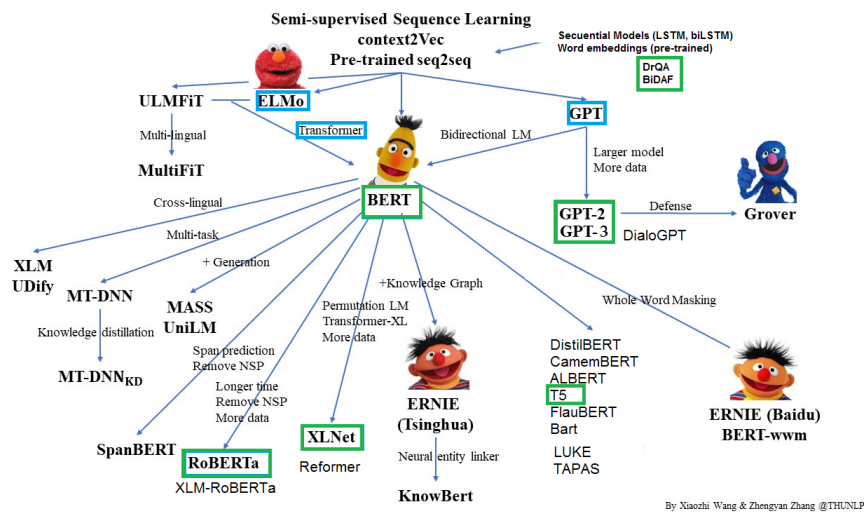 Semi-supervised Sequence Learning
context2Vec
Pre-trained seq2seq
Secuential Models (LSTM, biLSTM)
Word embeddings (pre-trained)
DrQA
BiDAF
ULMFiT
ELMo
GPT
Multi-lingual
Transformer
Bidirectional LM
MultiFiT
Larger model
More data
Cross-lingual
BERT
Defense
GPT-2
GPT-3
Grover
DialoGPT
Multi-task
+ Generation
XLM
UDify
MT-DNN
+Knowledge Graph
Whole Word Masking
MASS
UniLM
Permutation LM
Transformer-XL
More data
Knowledge distillation
Span prediction
Remove NSP
DistilBERT
CamemBERT
ALBERT
T5
FlauBERT
Bart
MT-DNNKD
Longer time
Remove NSP
More data
ERNIE
(Tsinghua)
ERNIE (Baidu)
BERT-wwm
SpanBERT
XLNet
LUKE
TAPAS
RoBERTa
Reformer
Neural entity linker
XLM-RoBERTa
KnowBert
By Xiaozhi Wang & Zhengyan Zhang @THUNLP